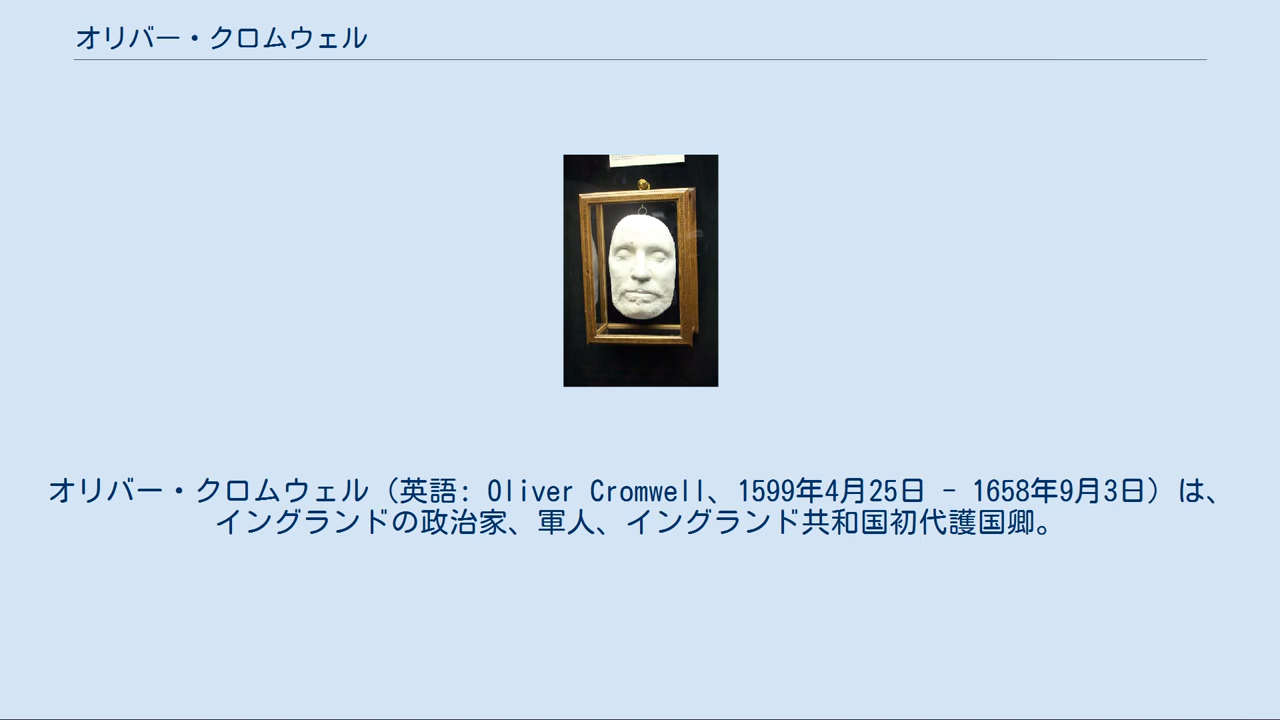 オリバー・クロムウェル
オリバー・クロムウェル（英語: Oliver Cromwell、1599年4月25日 - 1658年9月3日）は、
イングランドの政治家、軍人、イングランド共和国初代護国卿。